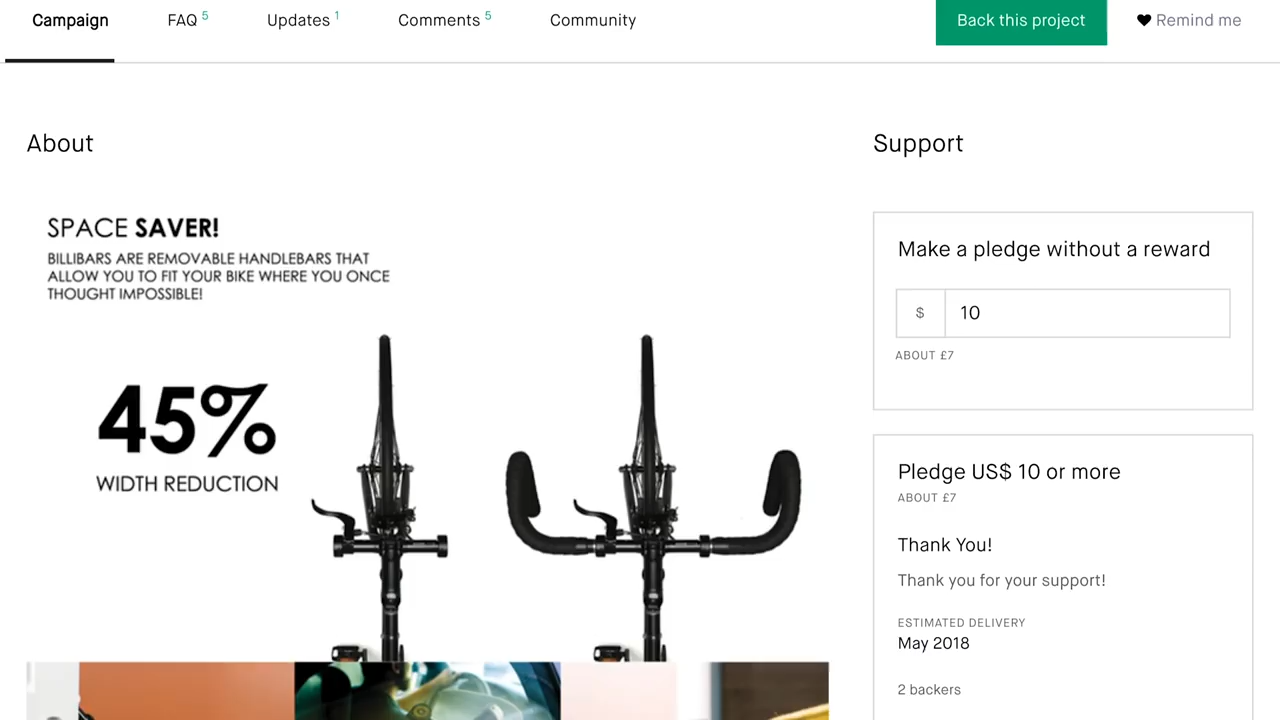 Campaign
FAQ 5
Updates 1
Comments 5
Community
Back this project
Remind me
About
Support
SPACE SAVER!
BILLIBARS ARE REMOVABLE HANDLEBARS THAT
ALLOW YOU TO FIT YOUR BIKE WHERE YOU ONCE
THOUGHT IMPOSSIBLE!
45%
WIDTH REDUCTION
Make a pledge without a reward
$ 10
ABOUT £7
Pledge US$ 10 or more
ABOUT £7
Thank You!
Thank you for your support!
ESTIMATED DELIVERY
May 2018
2 backers